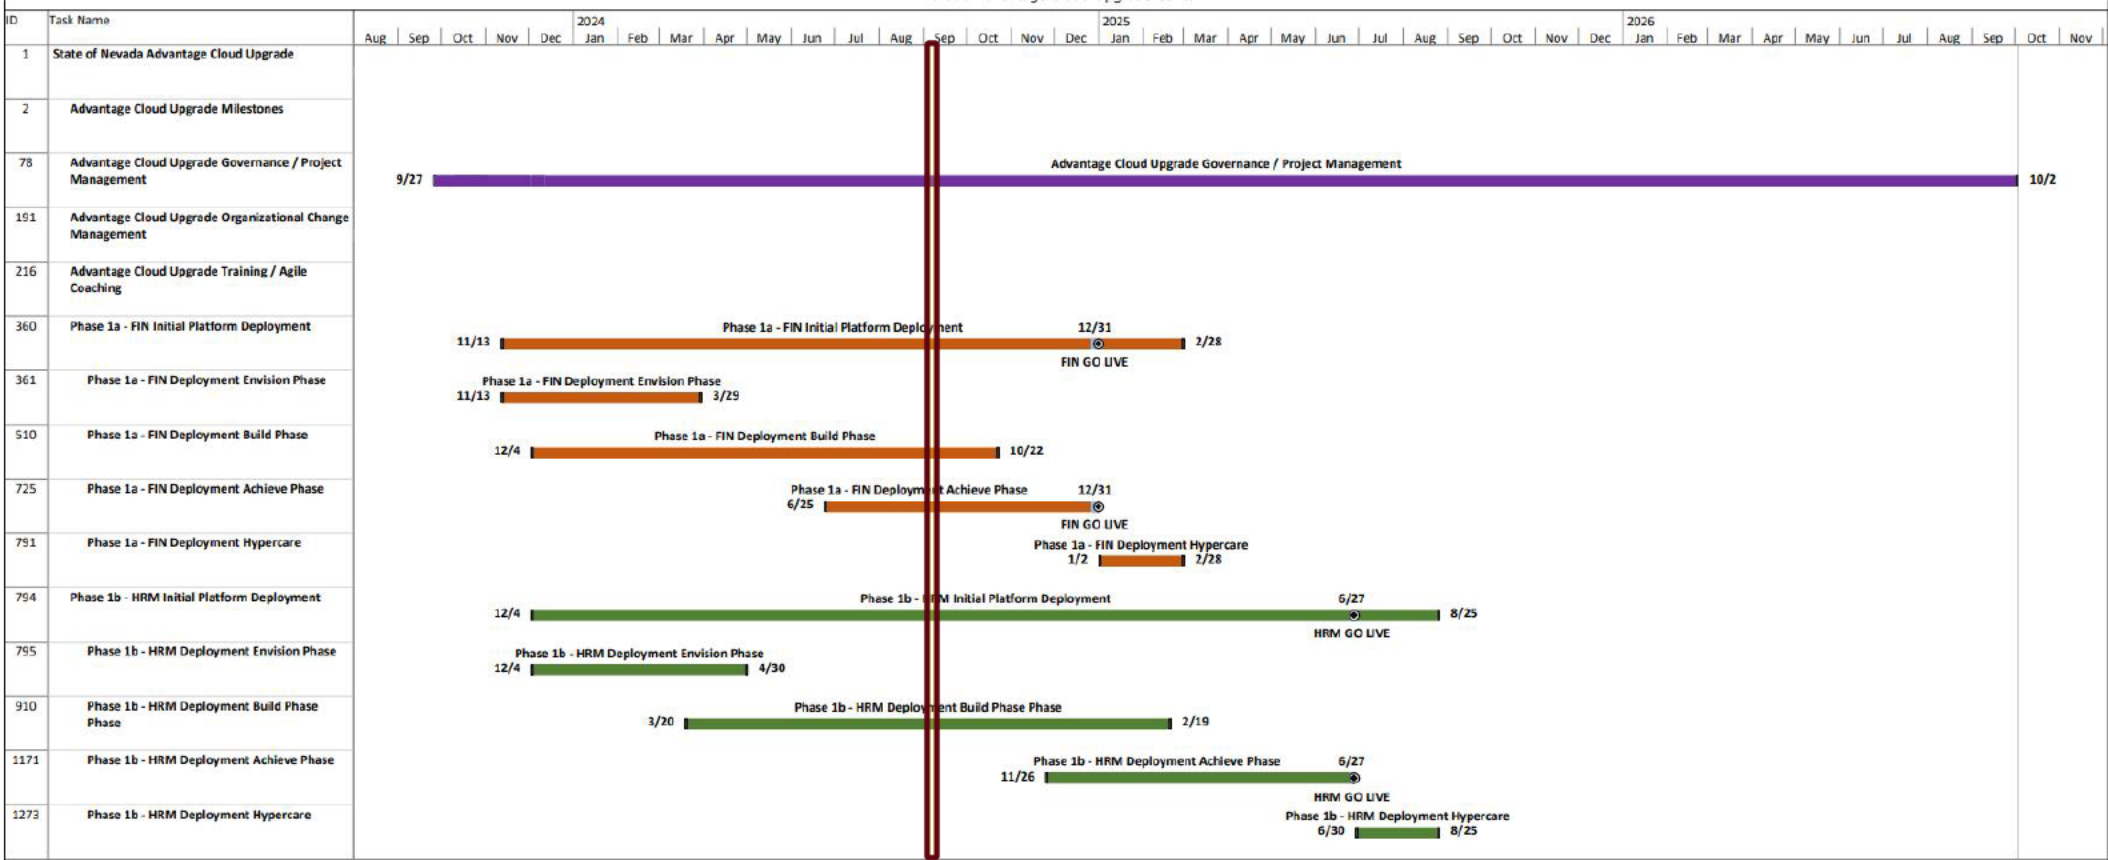 ID Task Name 2024 2025 2026
Aug Sep Oct Nov Dec Jan Feb Mar Apr May Jun Jul Aug Sep Oct Nov Dec Jan Feb Mar Apr May Jun Jul Aug Sep Oct Nov Dec Jan Feb Mar Apr May Jun Jul Aug Sep Oct Nov
1 State of Nevada Advantage Cloud Upgrade
2 Advantage Cloud Upgrade Milestones
78 Advantage Cloud Upgrade Governance / Project
Management
Advantage Cloud Upgrade Governance / Project Management
9/27 10/2
191 Advantage Cloud Upgrade Organizational Change
Management
216 Advantage Cloud Upgrade Training / Agile
Coaching
360 Phase 1a - FIN Initial Platform Deployment
Phase 1a - FIN Initial Platform Deployment 12/31
11/13 2/28
FIN GO LIVE
361 Phase 1a - FIN Deployment Envision Phase
Phase 1a - FIN Deployment Envision Phase
11/13 3/29
510 Phase 1a - FIN Deployment Build Phase
Phase 1a - FIN Deployment Build Phase
12/4 10/22
725 Phase 1a - FIN Deployment Achieve Phase
Phase 1a - FIN Deployment Achieve Phase 12/31
6/25
FIN GO LIVE
791 Phase 1a - FIN Deployment Hypercare
Phase 1a - FIN Deployment Hypercare
1/2 2/28
794 Phase 1b - HRM Initial Platform Deployment
Phase 1b - HRM Initial Platform Deployment 6/27
12/4 8/25
HRM GO LIVE
795 Phase 1b - HRM Deployment Envision Phase
Phase 1b - HRM Deployment Envision Phase
12/4 4/30
910 Phase 1b - HRM Deployment Build Phase
Phase
Phase 1b - HRM Deployment Build Phase Phase
3/20 2/19
1171 Phase 1b - HRM Deployment Achieve Phase
Phase 1b - HRM Deployment Achieve Phase 6/27
11/26
HRM GO LIVE
1273 Phase 1b - HRM Deployment Hypercare
Phase 1b - HRM Deployment Hypercare
6/30 8/25